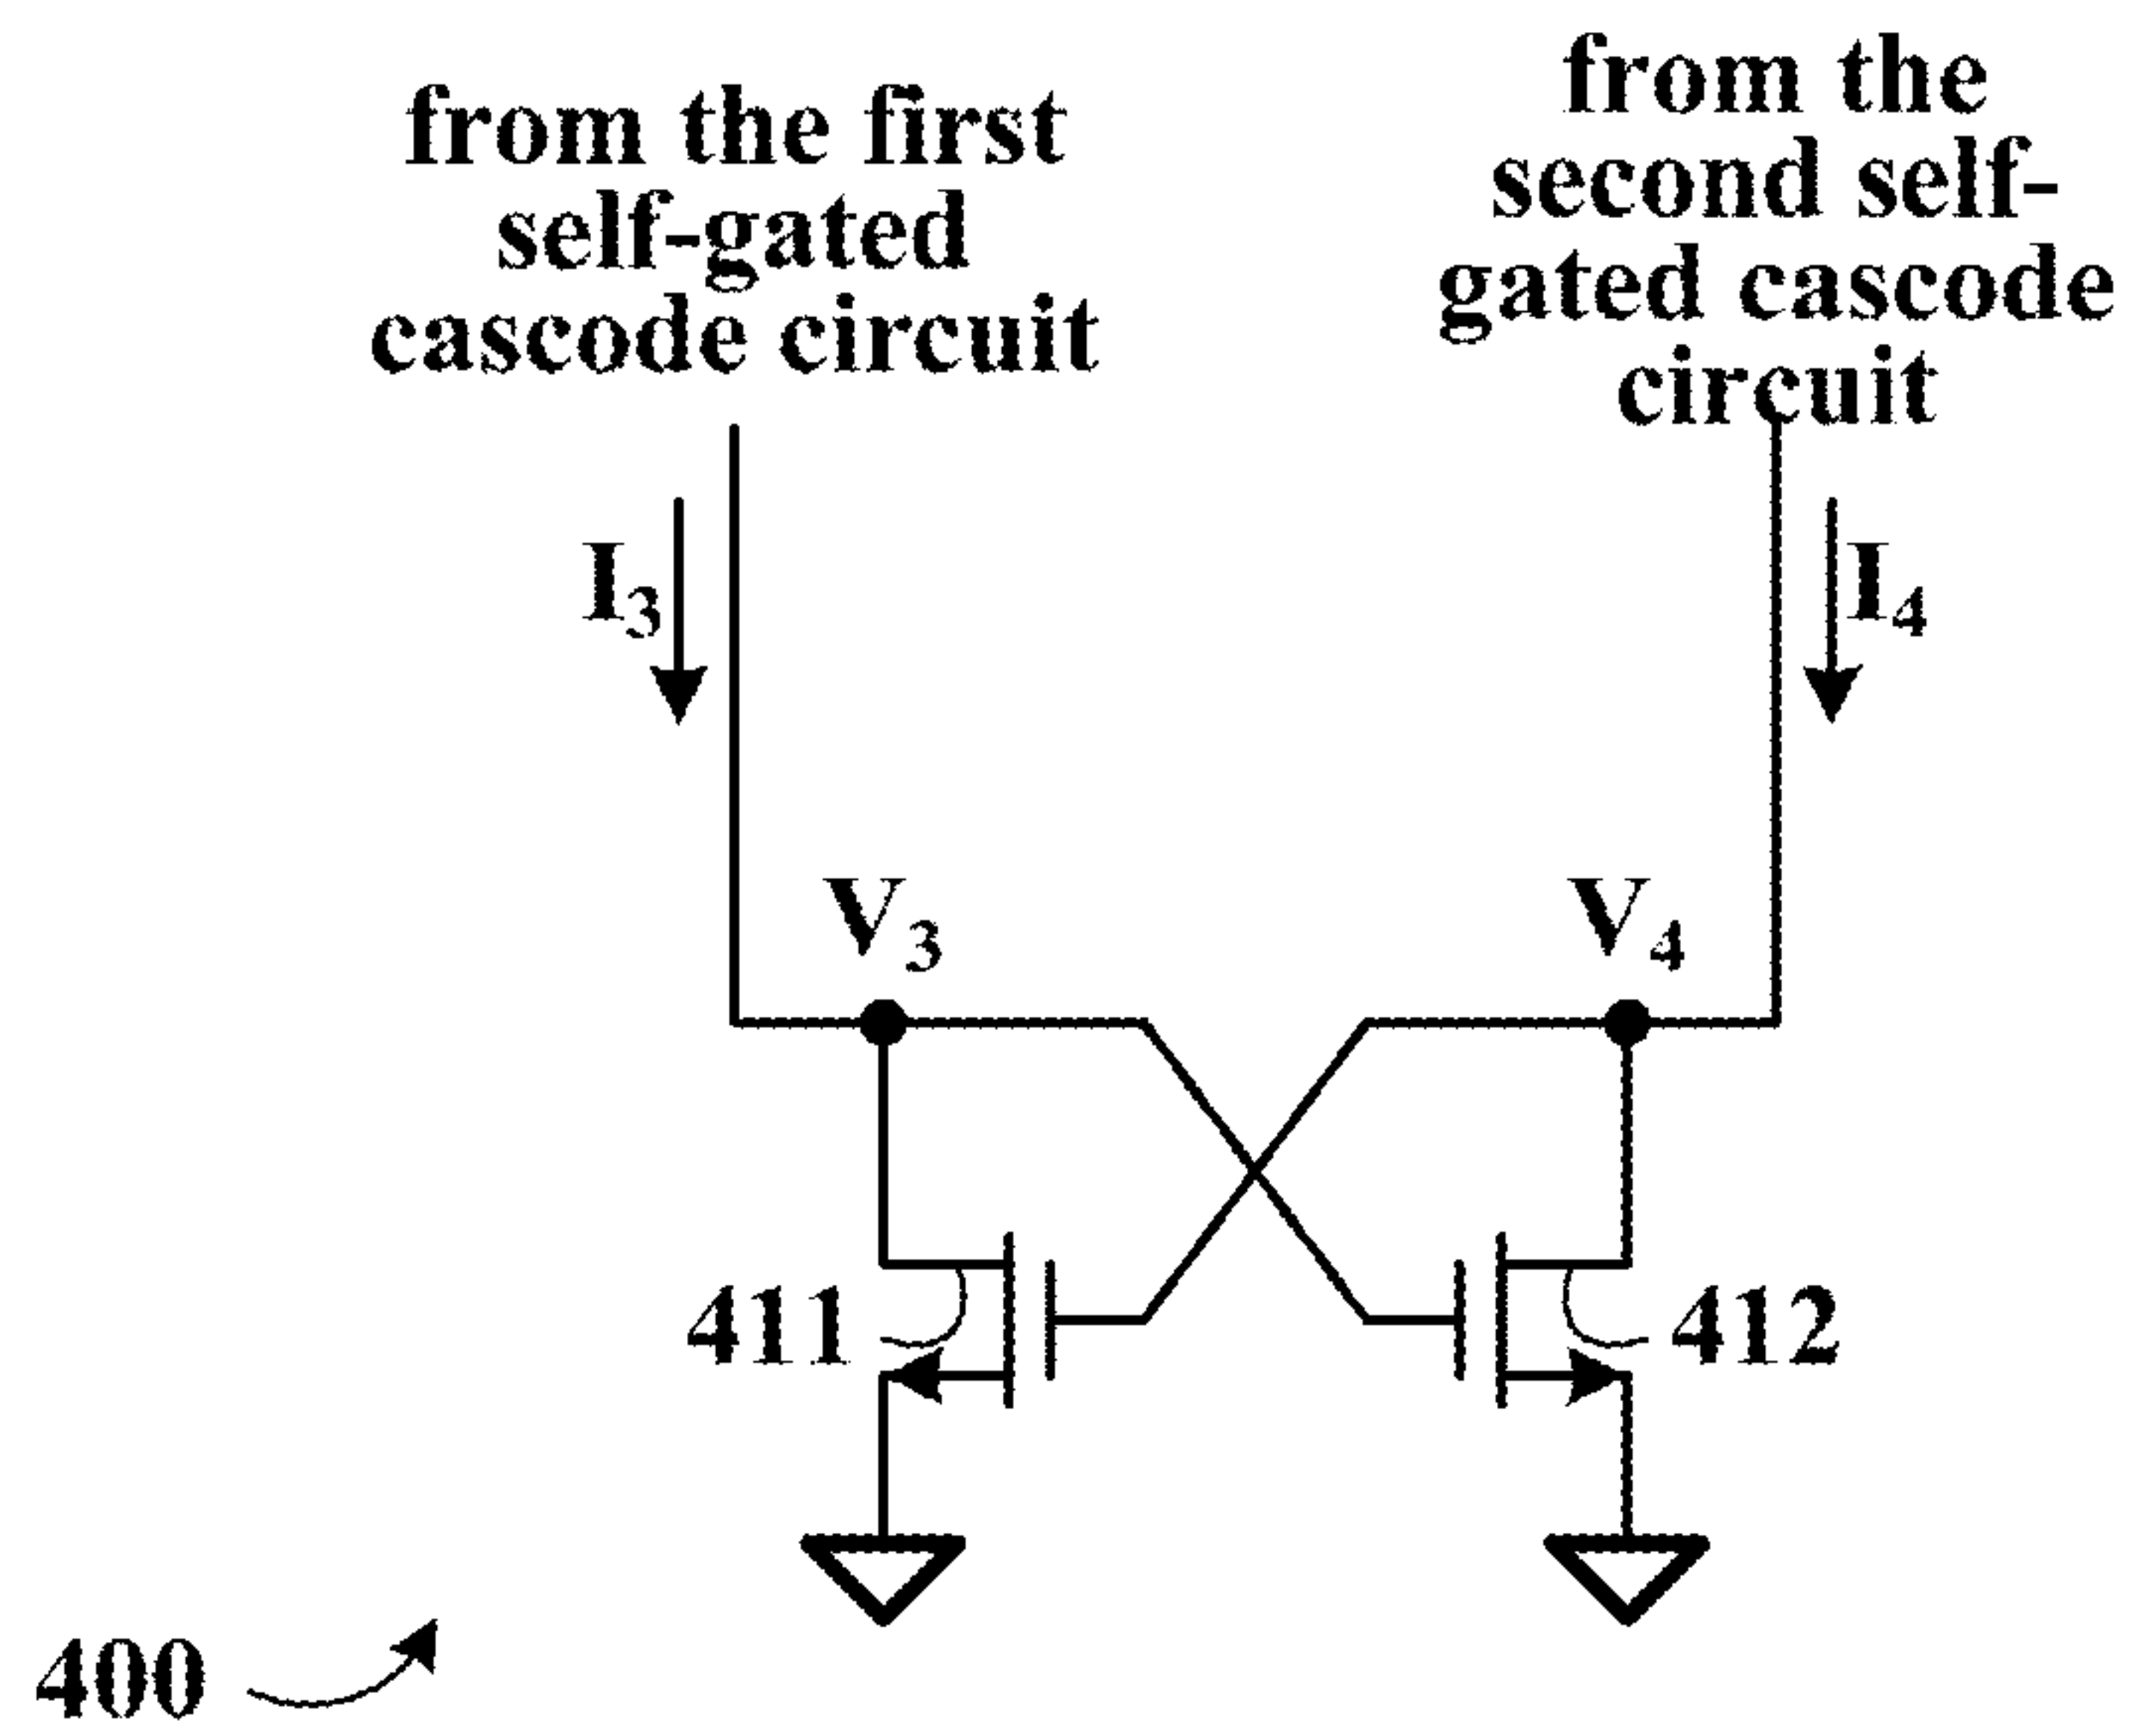 from the first
self-gated
cascode circuit
from the
second self-
gated cascode
circuit
I3
I4
V3
V4
411
412
400